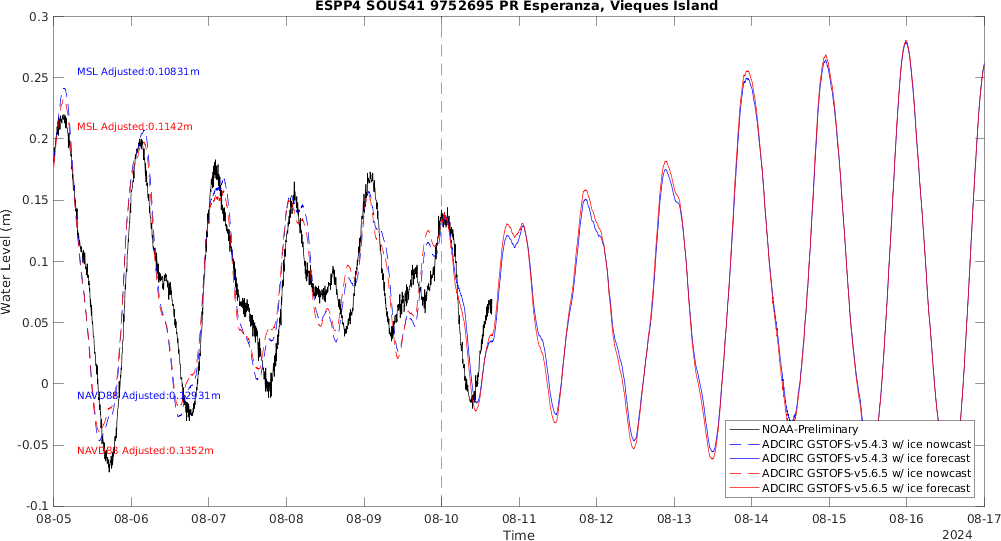 ESPP4 SOUS41 9752695 PR Esperanza, Vieques Island
0.3
0.25
0.2
0.15
0.1
0.05
0
-0.05
-0.1
Water Level (m)
MSL Adjusted:0.10831m
MSL Adjusted:0.1142m
NAVD88 Adjusted:0.12931m
NAVD88 Adjusted:0.1352m
NOAA-Preliminary
ADCIRC GSTOFS-v5.4.3 w/ ice nowcast
ADCIRC GSTOFS-v5.4.3 w/ ice forecast
ADCIRC GSTOFS-v5.6.5 w/ ice nowcast
ADCIRC GSTOFS-v5.6.5 w/ ice forecast
08-05 08-06 08-07 08-08 08-09 08-10 08-11 08-12 08-13 08-14 08-15 08-16 08-17
Time
2024